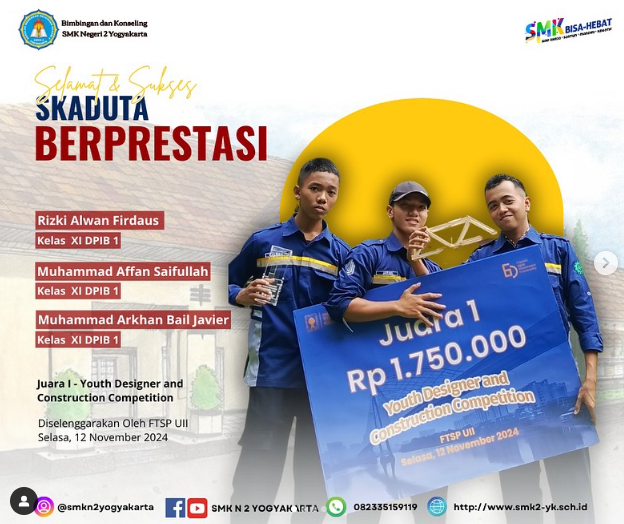 Bimbingan dan Konseling
SMK Negeri 2 Yogyakarta
SMK BISA-HEBAT
Selamat & Sukses
SKADUTA
BERPRESTASI
Rizki Alwan Firdaus
Kelas XI DPIB 1
Muhammad Affan Saifullah
Kelas XI DPIB 1
Muhammad Arkhan Bail Javier
Kelas XI DPIB 1
Juara I - Youth Designer and
Construction Competition
Diselenggarakan Oleh FTSP UII
Selasa, 12 November 2024
Juara 1
Rp 1.750.000
Youth Designer and
Construction Competition
FTSP UII
Selasa, 12 November 2024
@smkn2yogyakarta
SMK N 2 YOGYAKARTA
082335159119
http://www.smk2-yk.sch.id